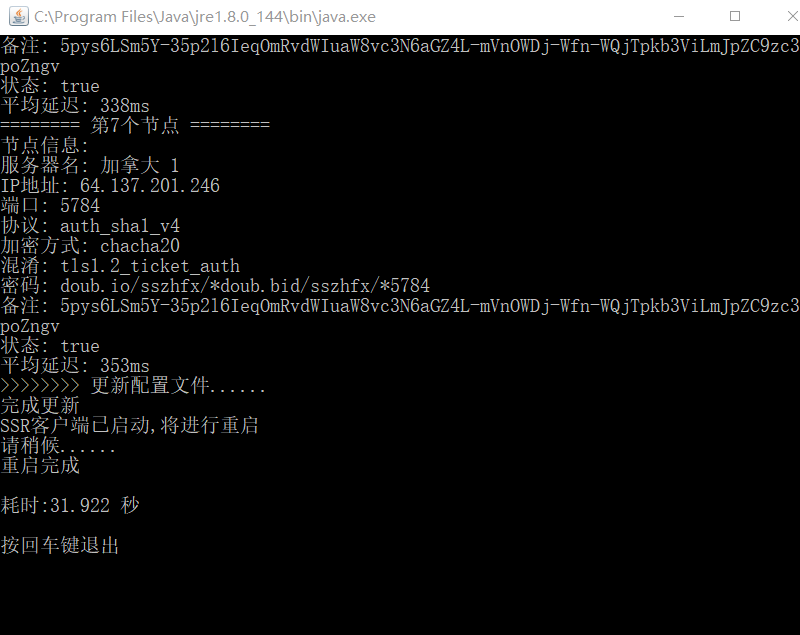 C:\Program Files\Java\jre1.8.0_144\bin\java.exe
备注: 5pys6LSm5Y-35p2l6IeqOmRvdWIuaW8vc3N6aGZ4L-mVnOWDj-Wfn-WQjTpkb3ViLmJpZC9zc3
poZngv
状态: true
平均延迟: 338ms
======== 第7个节点 ========
节点信息:
服务器名: 加拿大 1
IP地址: 64.137.201.246
端口: 5784
协议: auth_sha1_v4
加密方式: chacha20
混淆: tls1.2_ticket_auth
密码: doub.io/sszhfx/*doub.bid/sszhfx/*5784
备注: 5pys6LSm5Y-35p2l6IeqOmRvdWIuaW8vc3N6aGZ4L-mVnOWDj-Wfn-WQjTpkb3ViLmJpZC9zc3
poZngv
状态: true
平均延迟: 353ms
>>>>>>>> 更新配置文件......
完成更新
SSR客户端已启动,将进行重启
请稍候......
重启完成
耗时:31.922 秒
按回车键退出